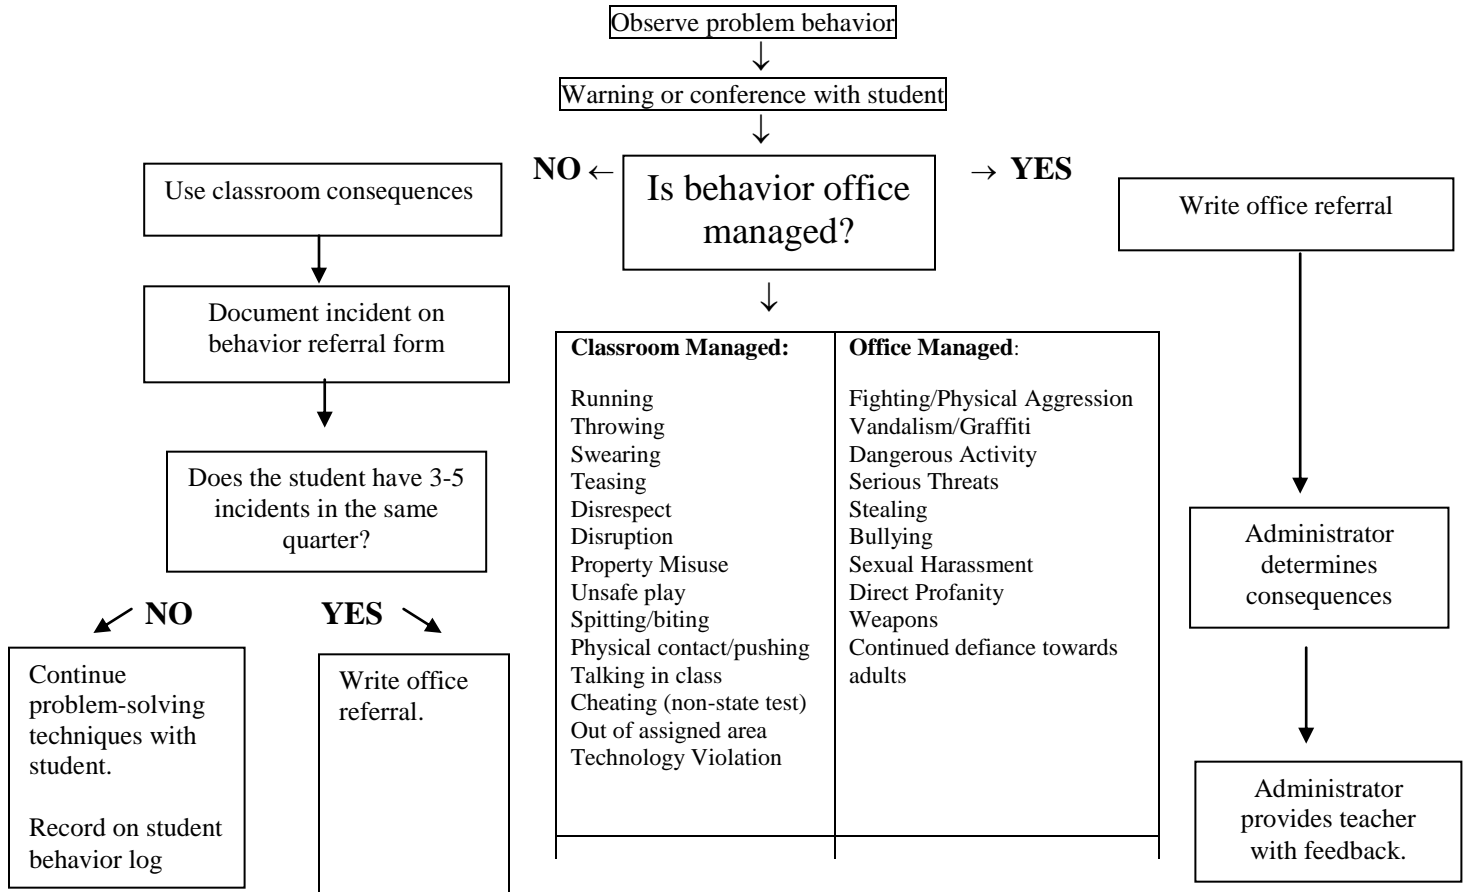 Observe problem behavior
↓
Warning or conference with student
↓
NO ←
Is behavior office
managed?
→ YES
↓
Use classroom consequences
Document incident on
behavior referral form
Does the student have 3-5
incidents in the same
quarter?
NO
YES
Continue
problem-solving
techniques with
student.
Record on student
behavior log
Write office
referral.
Classroom Managed:
Running
Throwing
Swearing
Teasing
Disrespect
Disruption
Property Misuse
Unsafe play
Spitting/biting
Physical contact/pushing
Talking in class
Cheating (non-state test)
Out of assigned area
Technology Violation
Office Managed:
Fighting/Physical Aggression
Vandalism/Graffiti
Dangerous Activity
Serious Threats
Stealing
Bullying
Sexual Harassment
Direct Profanity
Weapons
Continued defiance towards
adults
Write office referral
Administrator
determines
consequences
Administrator
provides teacher
with feedback.